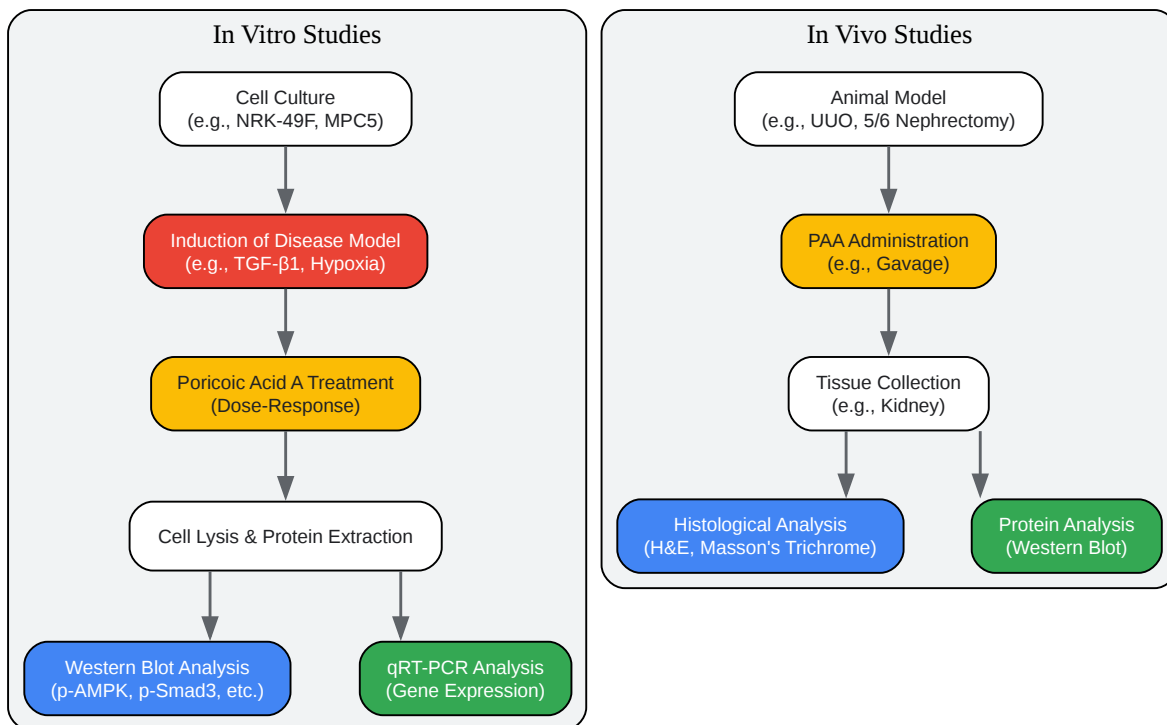 In Vitro Studies
Cell Culture
(e.g., NRK-49F, MPC5)
Induction of Disease Model
(e.g., TGF-β1, Hypoxia)
Poricoic Acid A Treatment
(Dose-Response)
Cell Lysis & Protein Extraction
Western Blot Analysis
(p-AMPK, p-Smad3, etc.)
qRT-PCR Analysis
(Gene Expression)
In Vivo Studies
Animal Model
(e.g., UUO, 5/6 Nephrectomy)
PAA Administration
(e.g., Gavage)
Tissue Collection
(e.g., Kidney)
Histological Analysis
(H&E, Masson's Trichrome)
Protein Analysis
(Western Blot)